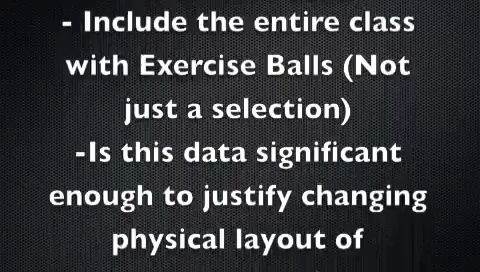 - Include the entire class
with Exercise Balls (Not
just a selection)
-Is this data significant
enough to justify changing
physical layout of